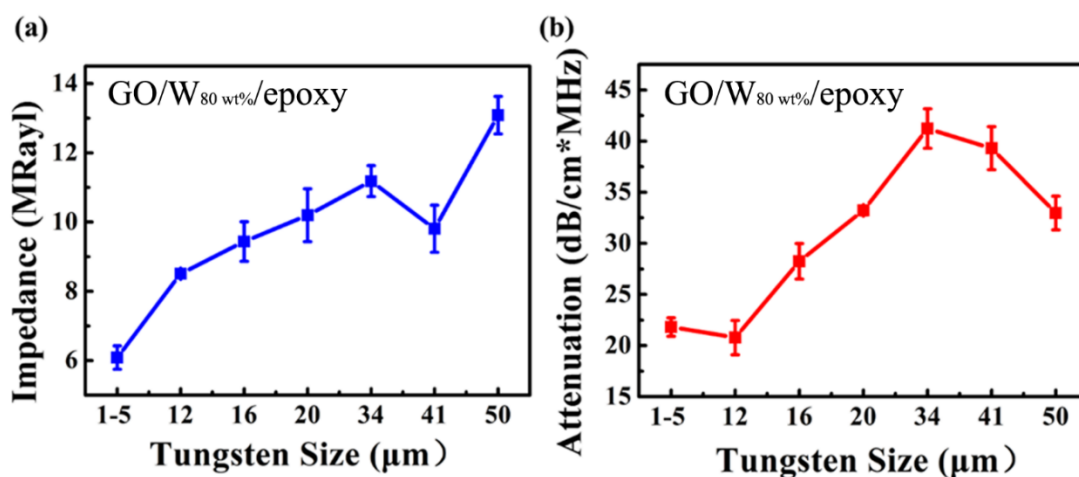 (a)
GO/W80 wt%/epoxy
Impedance (MRayl)
14
12
10
8
6
1-5 12 16 20 34 41 50
Tungsten Size (μm）
(b)
GO/W80 wt%/epoxy
Attenuation (dB/cm*MHz)
45
40
35
30
25
20
15
1-5 12 16 20 34 41 50
Tungsten Size (μm）